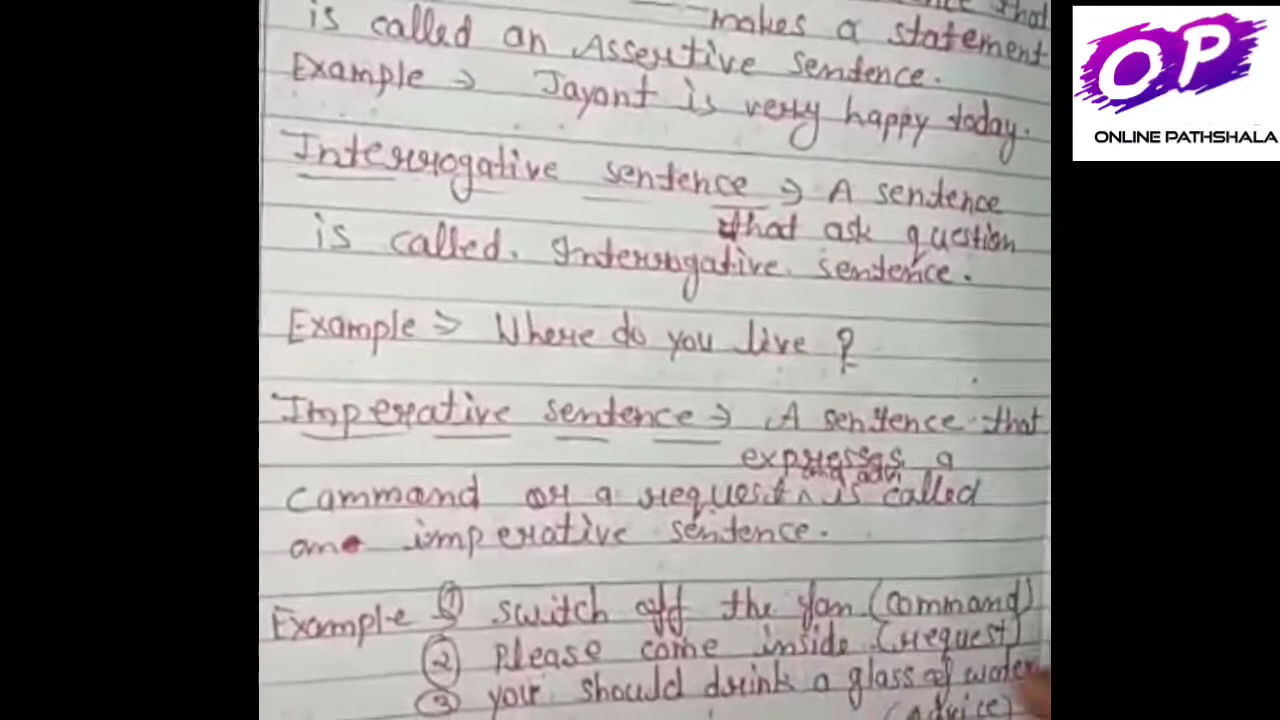 that
makes a statement
is called an Assertive sentence.
Example → Jayant is very happy today.
Interrogative sentence → A sentence
that ask question
is called. Interrogative sentence.
Example → Where do you live ?
Imperative sentence → A sentence that
expresses a
command or a request ^ is called
an imperative sentence.
Example ① switch off the fan (command)
② Please come inside (request)
③ your should drink a glass of water
(advice)
OP
ONLINE PATHSHALA